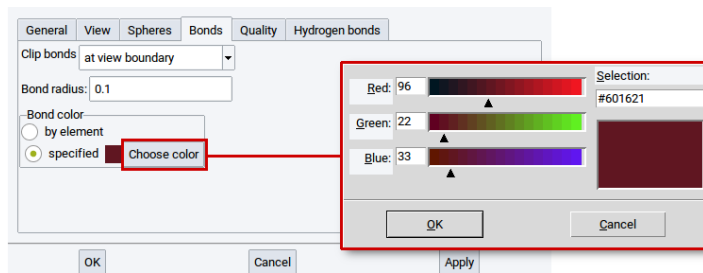 General View Spheres Bonds Quality Hydrogen bonds
Clip bonds at view boundary
Bond radius: 0.1
Bond color
by element
specified Choose color
OK Cancel Apply
Red: 96
Green: 22
Blue: 33
Selection:
#601621
OK Cancel